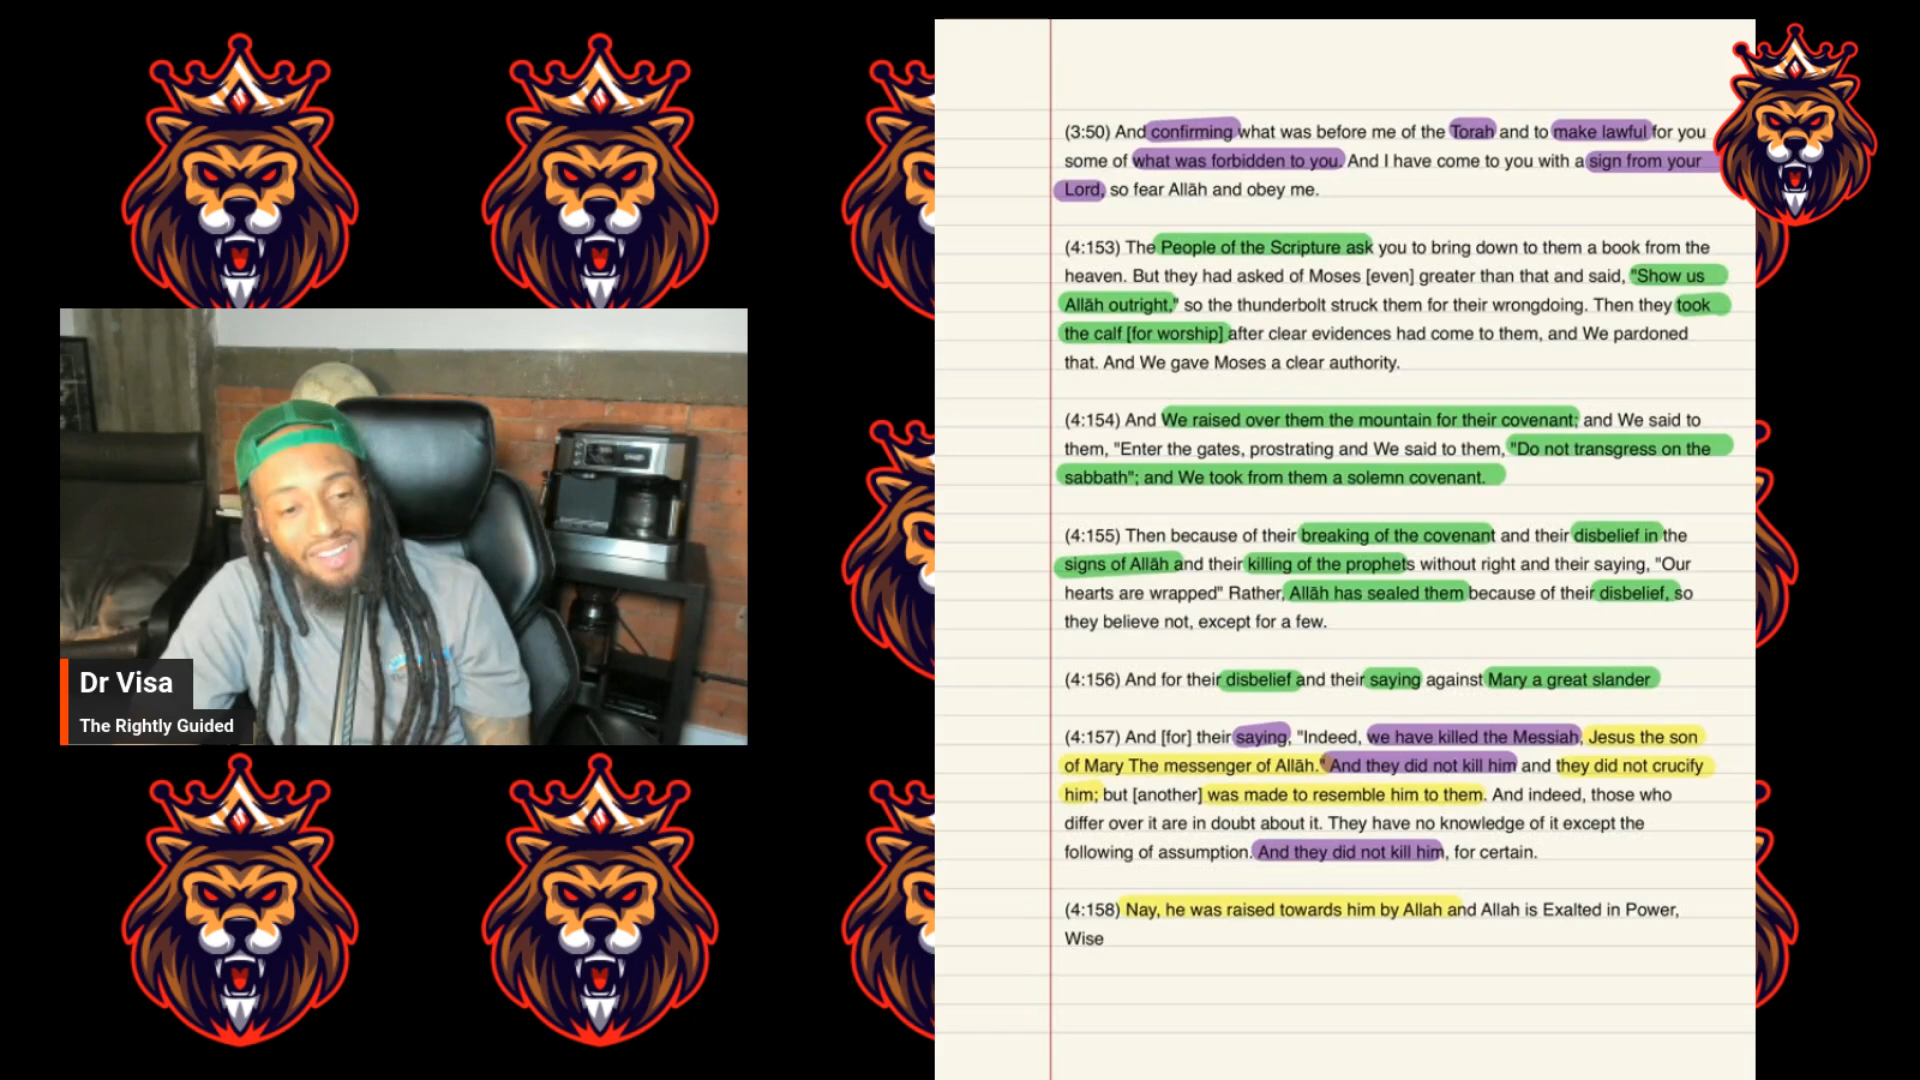 Dr Visa
The Rightly Guided
(3:50) And confirming what was before me of the Torah and to make lawful for you
some of what was forbidden to you. And I have come to you with a sign from your
Lord, so fear Allāh and obey me.
(4:153) The People of the Scripture ask you to bring down to them a book from the
heaven. But they had asked of Moses [even] greater than that and said, "Show us
Allāh outright," so the thunderbolt struck them for their wrongdoing. Then they took
the calf [for worship] after clear evidences had come to them, and We pardoned
that. And We gave Moses a clear authority.
(4:154) And We raised over them the mountain for their covenant; and We said to
them, "Enter the gates, prostrating and We said to them, "Do not transgress on the
sabbath"; and We took from them a solemn covenant.
(4:155) Then because of their breaking of the covenant and their disbelief in the
signs of Allāh and their killing of the prophets without right and their saying, "Our
hearts are wrapped" Rather, Allāh has sealed them because of their disbelief, so
they believe not, except for a few.
(4:156) And for their disbelief and their saying against Mary a great slander
(4:157) And [for] their saying, "Indeed, we have killed the Messiah, Jesus the son
of Mary The messenger of Allāh." And they did not kill him and they did not crucify
him; but [another] was made to resemble him to them. And indeed, those who
differ over it are in doubt about it. They have no knowledge of it except the
following of assumption. And they did not kill him, for certain.
(4:158) Nay, he was raised towards him by Allah and Allah is Exalted in Power,
Wise